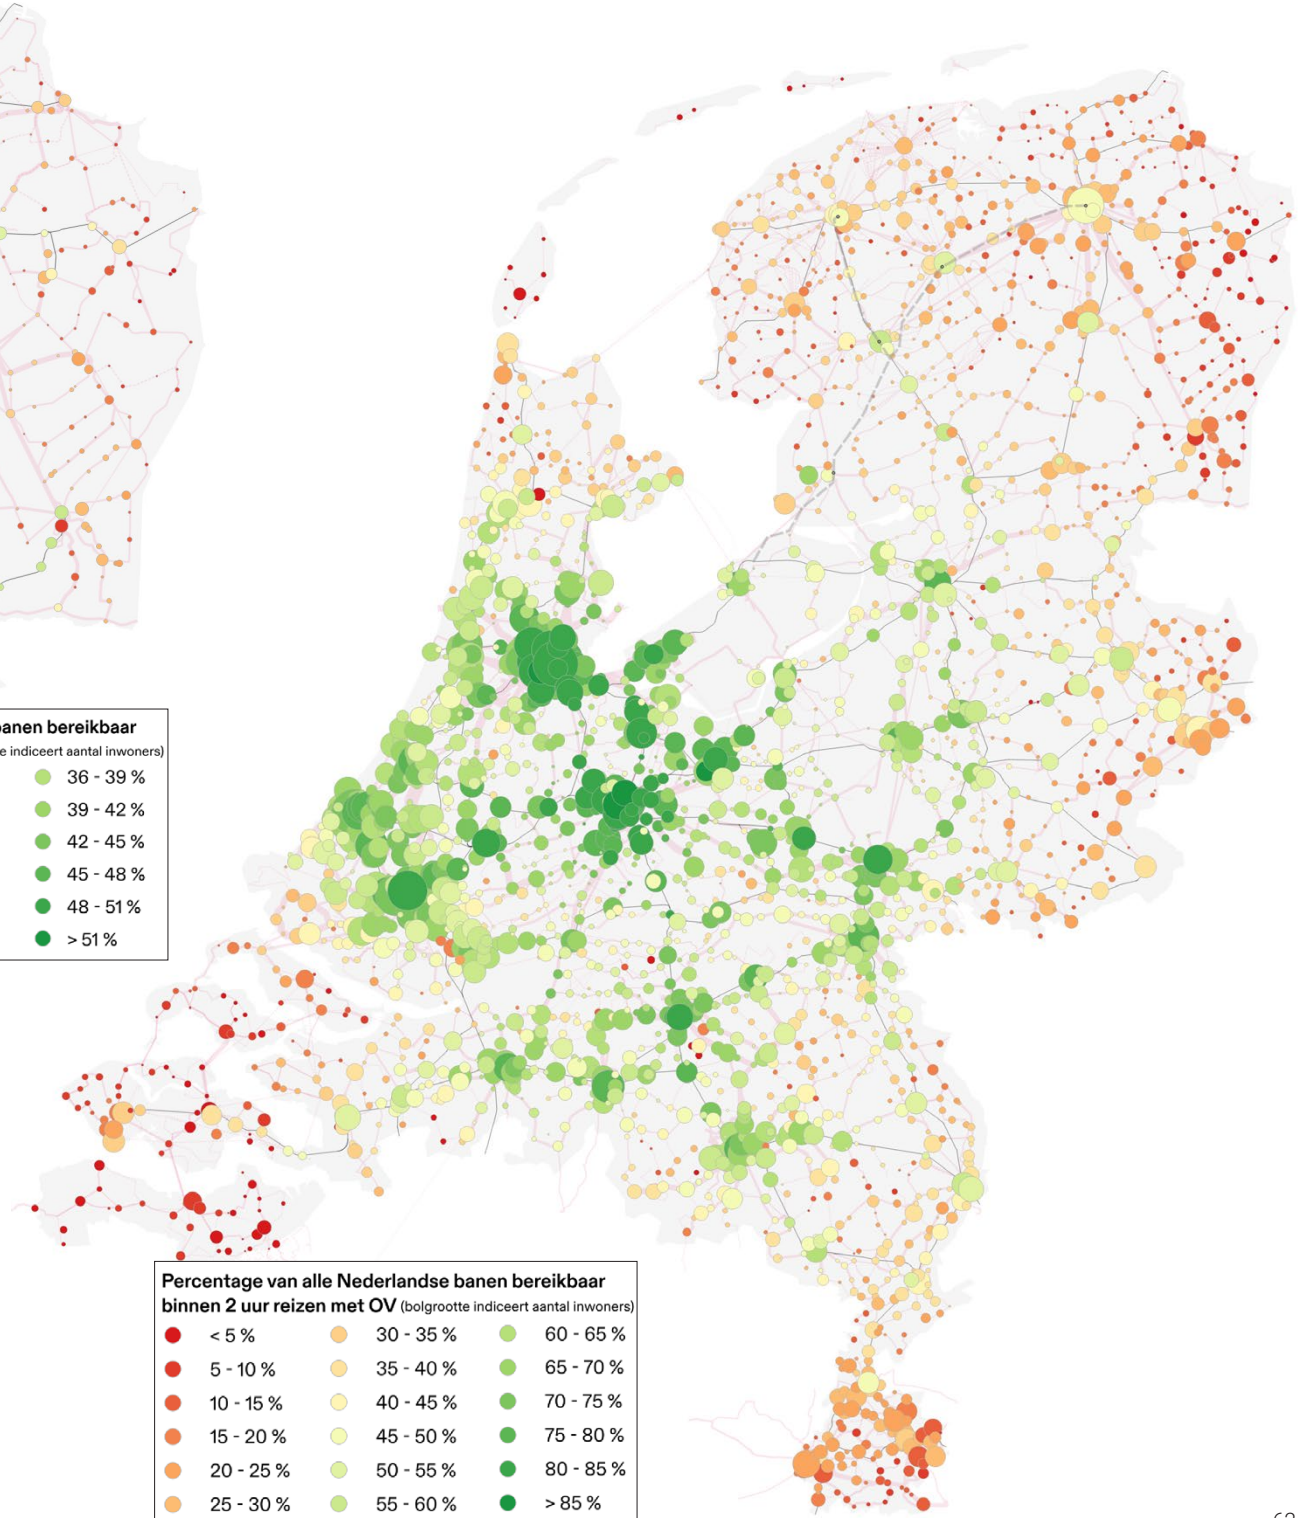 banen bereikbaar
e indiceert aantal inwoners)
36 - 39 %
39 - 42 %
42 - 45 %
45 - 48 %
48 - 51 %
> 51 %
Percentage van alle Nederlandse banen bereikbaar
binnen 2 uur reizen met OV (bolgrootte indiceert aantal inwoners)
< 5 % 30 - 35 % 60 - 65 %
5 - 10 % 35 - 40 % 65 - 70 %
10 - 15 % 40 - 45 % 70 - 75 %
15 - 20 % 45 - 50 % 75 - 80 %
20 - 25 % 50 - 55 % 80 - 85 %
25 - 30 % 55 - 60 % > 85 %